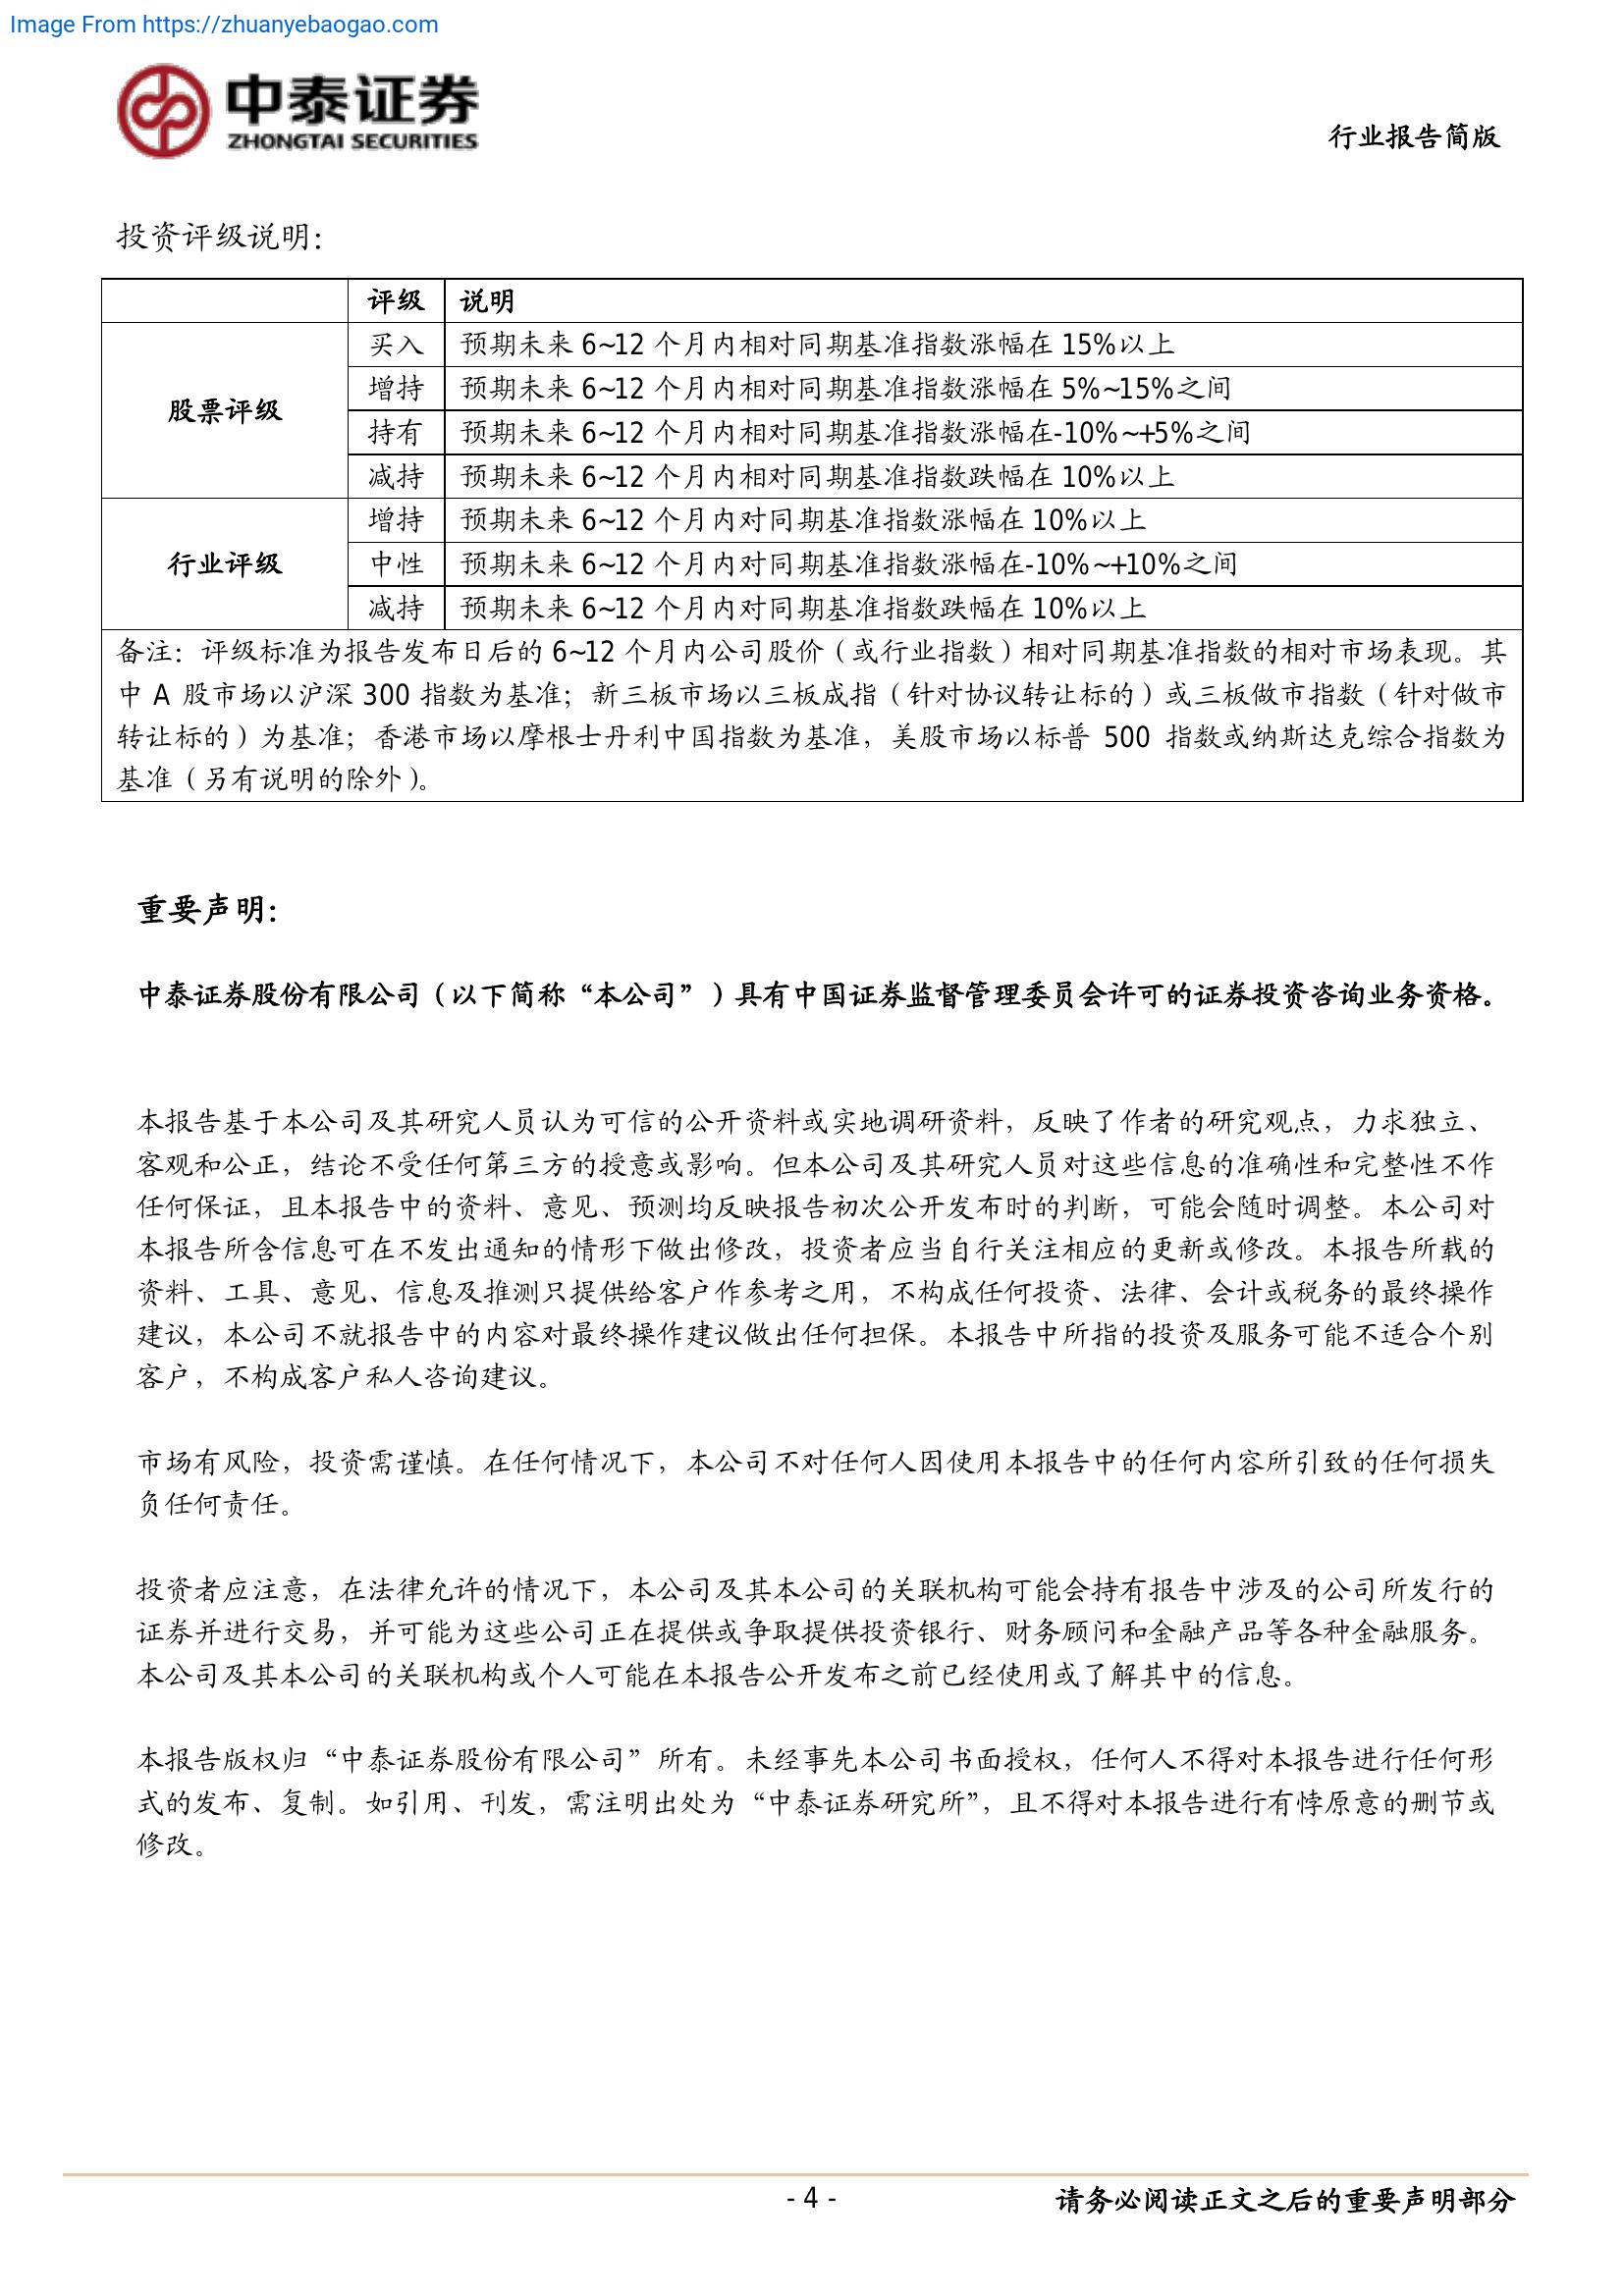 Image From https://zhuanyebaogao.com
中泰证券
ZHONGTAI SECURITIES
行业报告简版
投资评级说明：
评级 说明
股票评级
买入 预期未来 6~12 个月内相对同期基准指数涨幅在 15%以上
增持 预期未来 6~12 个月内相对同期基准指数涨幅在 5%~15%之间
持有 预期未来 6~12 个月内相对同期基准指数涨幅在-10%~+5%之间
减持 预期未来 6~12 个月内相对同期基准指数跌幅在 10%以上
行业评级
增持 预期未来 6~12 个月内对同期基准指数涨幅在 10%以上
中性 预期未来 6~12 个月内对同期基准指数涨幅在-10%~+10%之间
减持 预期未来 6~12 个月内对同期基准指数跌幅在 10%以上
备注：评级标准为报告发布日后的 6~12 个月内公司股价（或行业指数）相对同期基准指数的相对市场表现。其
中 A 股市场以沪深 300 指数为基准；新三板市场以三板成指（针对协议转让标的）或三板做市指数（针对做市
转让标的）为基准；香港市场以摩根士丹利中国指数为基准，美股市场以标普 500 指数或纳斯达克综合指数为
基准（另有说明的除外）。
重要声明：
中泰证券股份有限公司（以下简称“本公司”）具有中国证券监督管理委员会许可的证券投资咨询业务资格。
本报告基于本公司及其研究人员认为可信的公开资料或实地调研资料，反映了作者的研究观点，力求独立、
客观和公正，结论不受任何第三方的授意或影响。但本公司及其研究人员对这些信息的准确性和完整性不作
任何保证，且本报告中的资料、意见、预测均反映报告初次公开发布时的判断，可能会随时调整。本公司对
本报告所含信息可在不发出通知的情形下做出修改，投资者应当自行关注相应的更新或修改。本报告所载的
资料、工具、意见、信息及推测只提供给客户作参考之用，不构成任何投资、法律、会计或税务的最终操作
建议，本公司不就报告中的内容对最终操作建议做出任何担保。本报告中所指的投资及服务可能不适合个别
客户，不构成客户私人咨询建议。
市场有风险，投资需谨慎。在任何情况下，本公司不对任何人因使用本报告中的任何内容所引致的任何损失
负任何责任。
投资者应注意，在法律允许的情况下，本公司及其本公司的关联机构可能会持有报告中涉及的公司所发行的
证券并进行交易，并可能为这些公司正在提供或争取提供投资银行、财务顾问和金融产品等各种金融服务。
本公司及其本公司的关联机构或个人可能在本报告公开发布之前已经使用或了解其中的信息。
本报告版权归“中泰证券股份有限公司”所有。未经事先本公司书面授权，任何人不得对本报告进行任何形
式的发布、复制。如引用、刊发，需注明出处为“中泰证券研究所”，且不得对本报告进行有悖原意的删节或
修改。
- 4 -
请务必阅读正文之后的重要声明部分